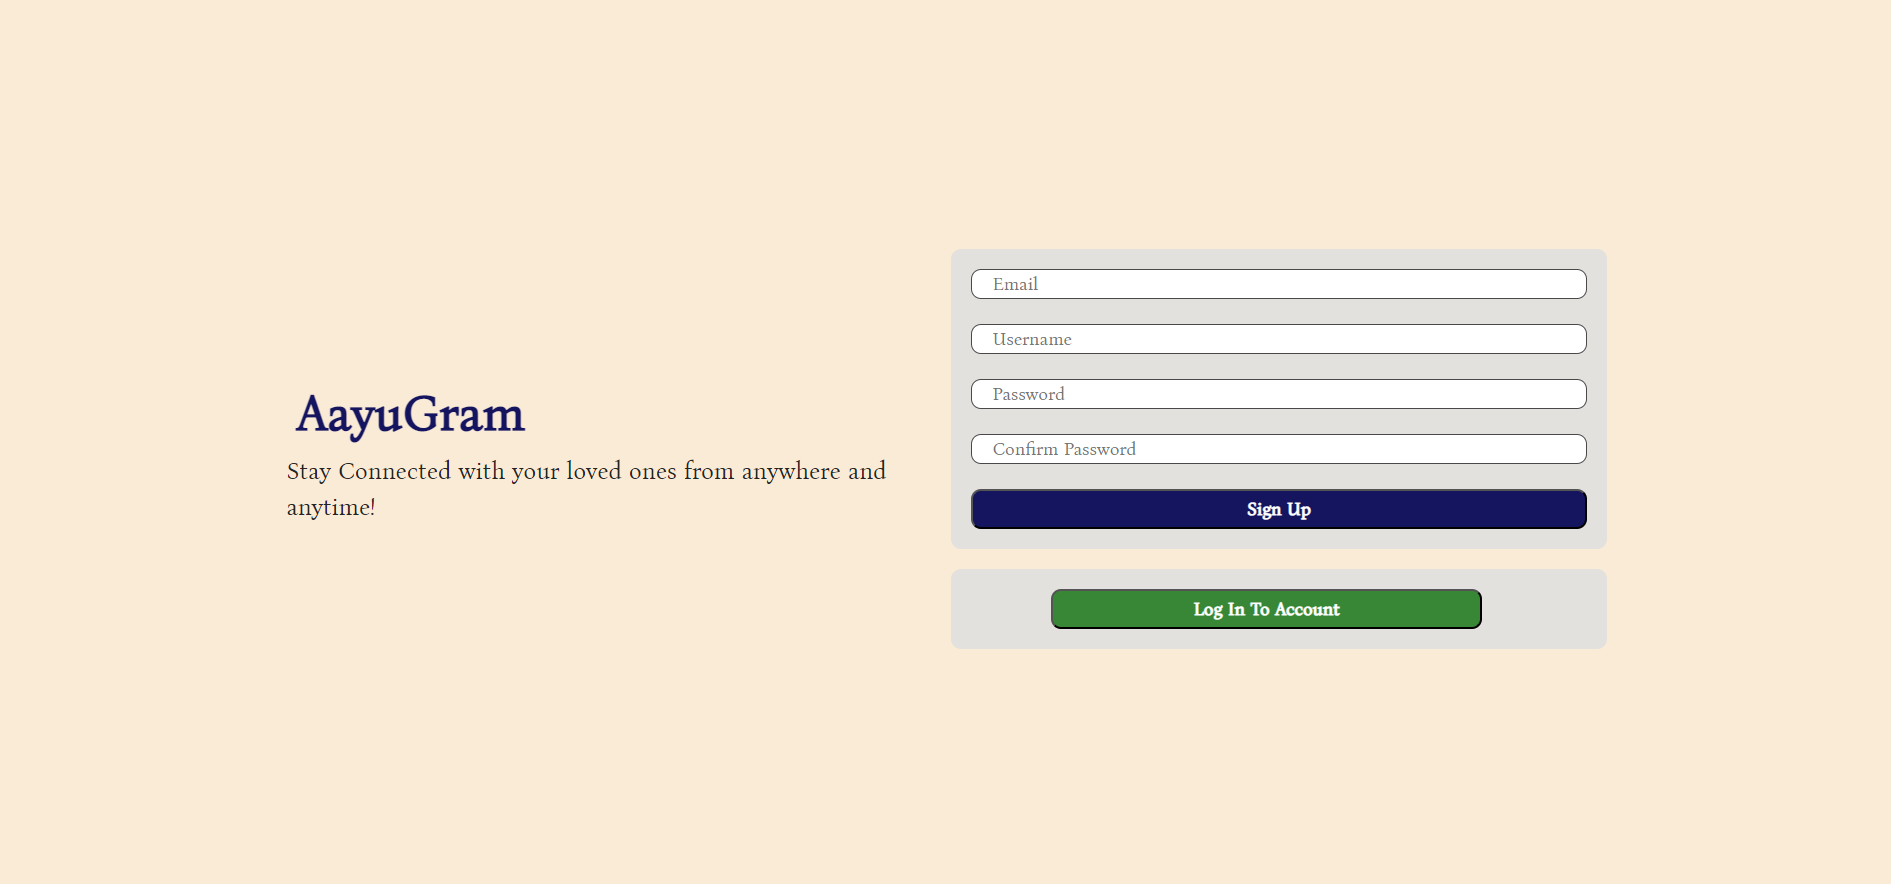 AayuGram
Stay Connected with your loved ones from anywhere and
anytime!
Email
Username
Password
Confirm Password
Sign Up
Log In To Account